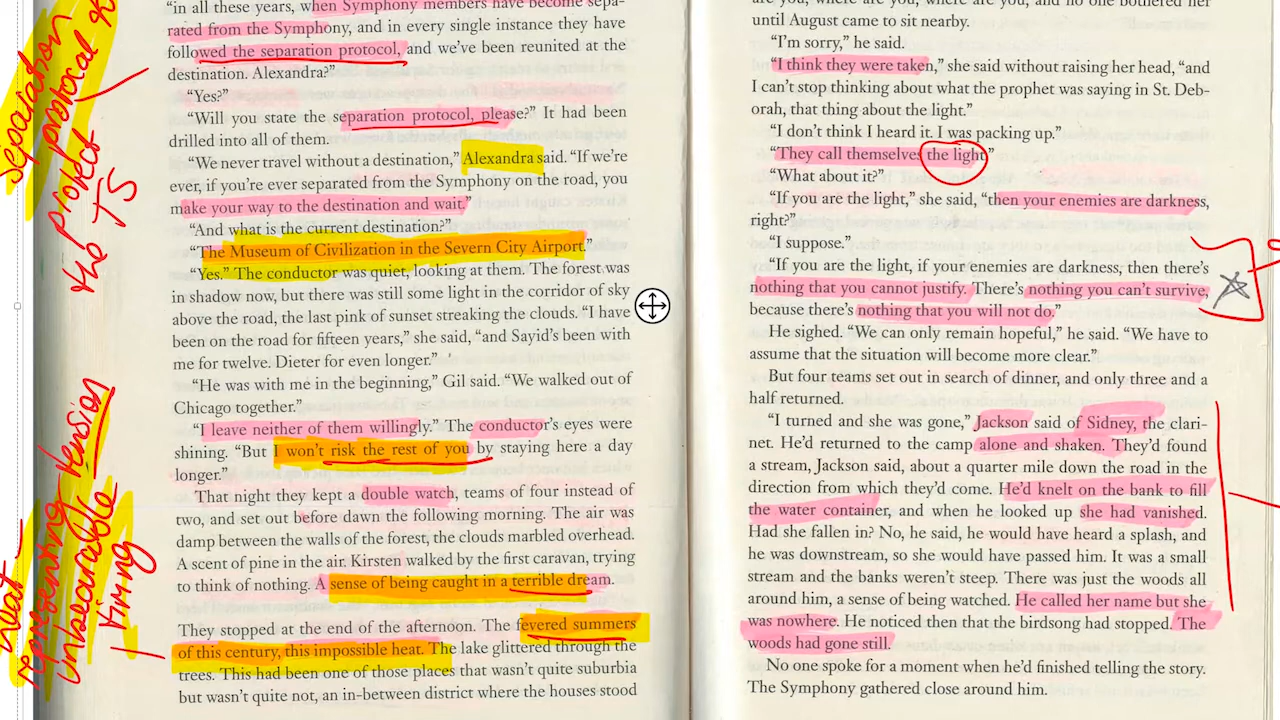 "in all these years, when Symphony members have become sepa-
rated from the Symphony, and in every single instance they have
followed the separation protocol, and we've been reunited at the
destination. Alexandra?"
"Yes?"
"Will you state the separation protocol, please?" It had been
drilled into all of them.
"We never travel without a destination," Alexandra said. "If we're
ever, if you're ever separated from the Symphony on the road, you
make your way to the destination and wait."
"And what is the current destination?"
"The Museum of Civilization in the Severn City Airport."
"Yes." The conductor was quiet, looking at them. The forest was
in shadow now, but there was still some light in the corridor of sky
above the road, the last pink of sunset streaking the clouds. "I have
been on the road for fifteen years," she said, "and Sayid's been with
me for twelve. Dieter for even longer."
"He was with me in the beginning," Gil said. "We walked out of
Chicago together."
"I leave neither of them willingly." The conductor's eyes were
shining. "But I won't risk the rest of you by staying here a day
longer."
That night they kept a double watch, teams of four instead of
two, and set out before dawn the following morning. The air was
damp between the walls of the forest, the clouds marbled overhead.
A scent of pine in the air. Kirsten walked by the first caravan, trying
to think of nothing. A sense of being caught in a terrible dream.
They stopped at the end of the afternoon. The fevered summers
of this century, this impossible heat. The lake glittered through the
trees. This had been one of those places that wasn't quite suburbia
but wasn't quite not, an in-between district where the houses stood
separation
protocol
protect
the TS
heat
representing tension
unbearable
timing
are you, where are you, where are you, and no one bothered her
until August came to sit nearby.
"I'm sorry," he said.
"I think they were taken," she said without raising her head, "and
I can't stop thinking about what the prophet was saying in St. Deb-
orah, that thing about the light."
"I don't think I heard it. I was packing up."
"They call themselves the light."
"What about it?"
"If you are the light," she said, "then your enemies are darkness,
right?"
"I suppose."
"If you are the light, if your enemies are darkness, then there's
nothing that you cannot justify. There's nothing you can't survive,
because there's nothing that you will not do."
He sighed. "We can only remain hopeful," he said. "We have to
assume that the situation will become more clear."
But four teams set out in search of dinner, and only three and a
half returned.
"I turned and she was gone," Jackson said of Sidney, the clari-
net. He'd returned to the camp alone and shaken. They'd found
a stream, Jackson said, about a quarter mile down the road in the
direction from which they'd come. He'd knelt on the bank to fill
the water container, and when he looked up she had vanished.
Had she fallen in? No, he said, he would have heard a splash, and
he was downstream, so she would have passed him. It was a small
stream and the banks weren't steep. There was just the woods all
around him, a sense of being watched. He called her name but she
was nowhere. He noticed then that the birdsong had stopped. The
woods had gone still.
No one spoke for a moment when he'd finished telling the story.
The Symphony gathered close around him.